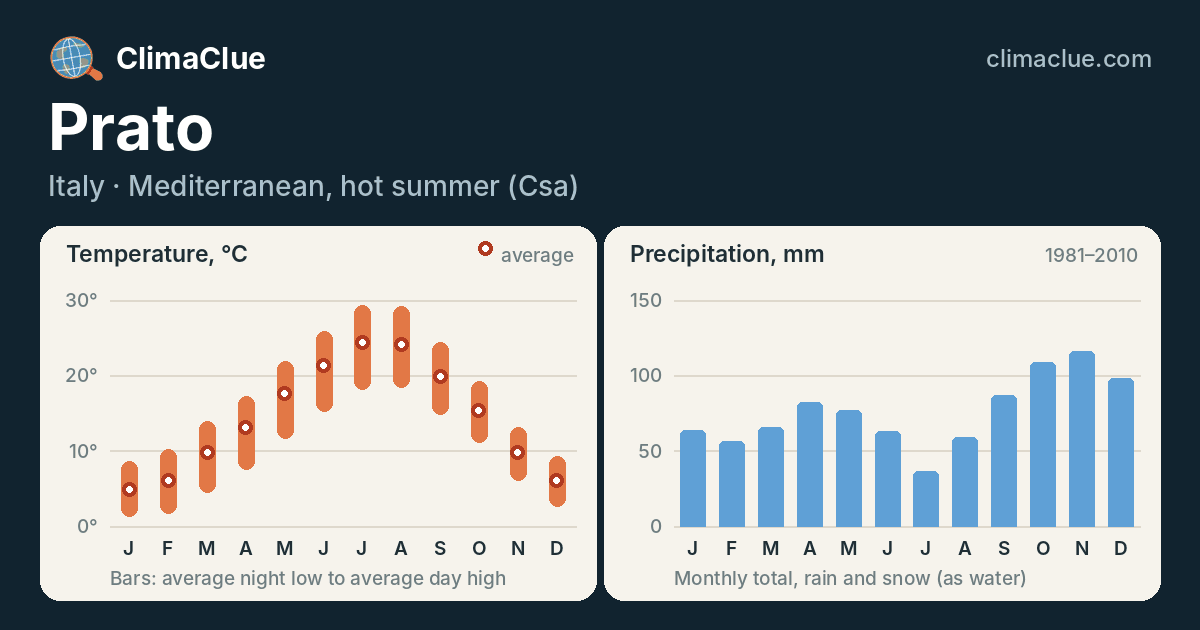 ClimaClue
climaclue.com
Prato
Italy · Mediterranean, hot summer (Csa)
Temperature, °C
average
30°
20°
10°
0°
J F M A M J J A S O N D
Bars: average night low to average day high
Precipitation, mm
1981–2010
150
100
50
0
J F M A M J J A S O N D
Monthly total, rain and snow (as water)